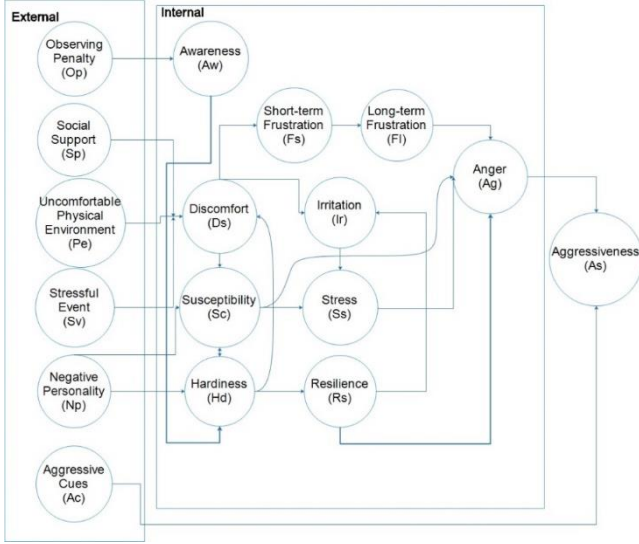 External
Internal
Observing
Penalty
(Op)
Awareness
(Aw)
Social
Support
(Sp)
Short-term
Frustration
(Fs)
Long-term
Frustration
(Fl)
Anger
(Ag)
Uncomfortable
Physical
Environment
(Pe)
Discomfort
(Ds)
Irritation
(Ir)
Aggressiveness
(As)
Stressful
Event
(Sv)
Susceptibility
(Sc)
Stress
(Ss)
Negative
Personality
(Np)
Hardiness
(Hd)
Resilience
(Rs)
Aggressive
Cues
(Ac)